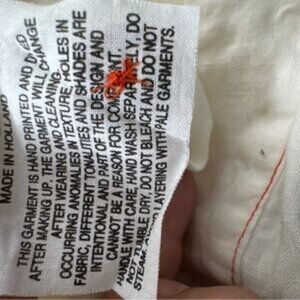 MADE IN HOLLAND
THIS GARMENT IS HAND PRINTED AND DYED
AFTER MAKING UP. THE GARMENT WILL CHANGE
AFTER WEARING AND CLEANING.
OCCURRING ANOMALIES IN TEXTURE, HOLES IN
FABRIC, DIFFERENT TONALITIES AND SHADES ARE
INTENTIONAL AND PART OF THE DESIGN AND
CANNOT BE A REASON FOR COMPLAINT.
HANDLE WITH CARE, HAND WASH SEPARATELY, DO
NOT TUMBLE DRY, DO NOT BLEACH AND DO NOT
STEAM. AVOID LAYERING WITH PALE GARMENTS.